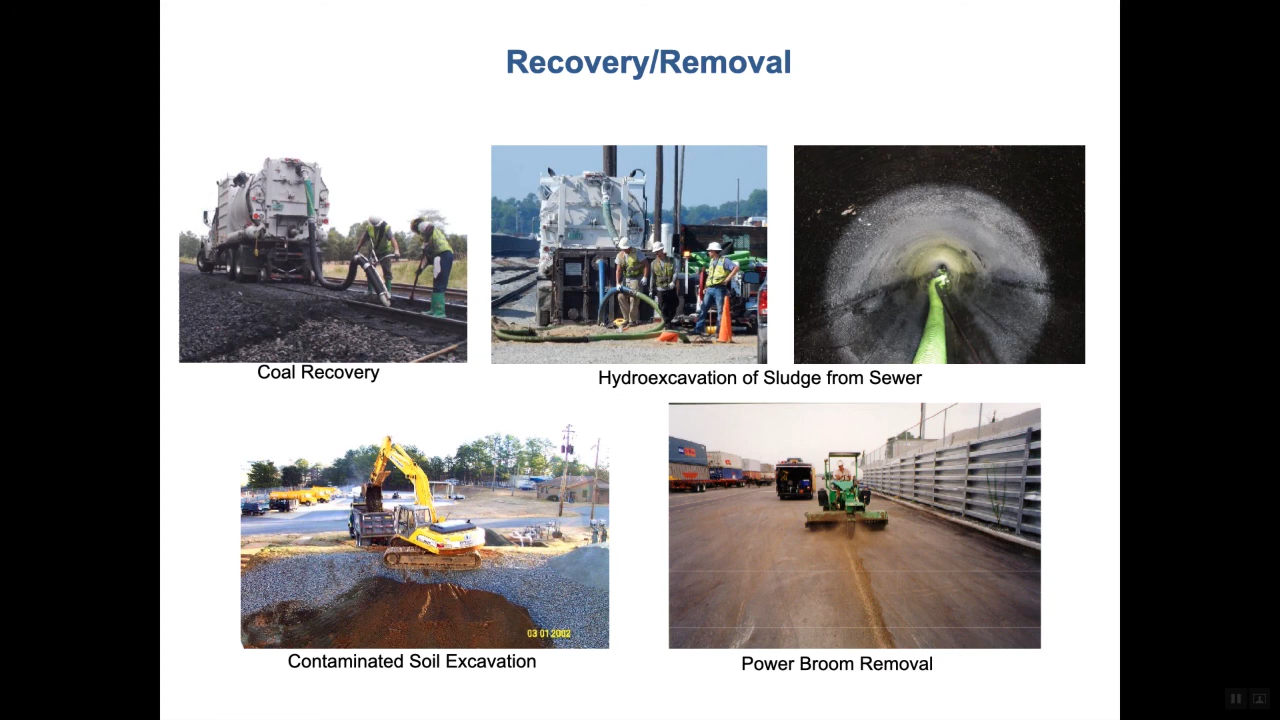 Recovery/Removal
Coal Recovery
Hydroexcavation of Sludge from Sewer
03 01 2002
Contaminated Soil Excavation
Power Broom Removal